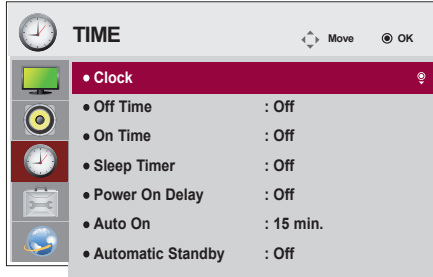 TIME Move OK
• Clock
• Off Time : Off
• On Time : Off
• Sleep Timer : Off
• Power On Delay : Off
• Auto On : 15 min.
• Automatic Standby : Off